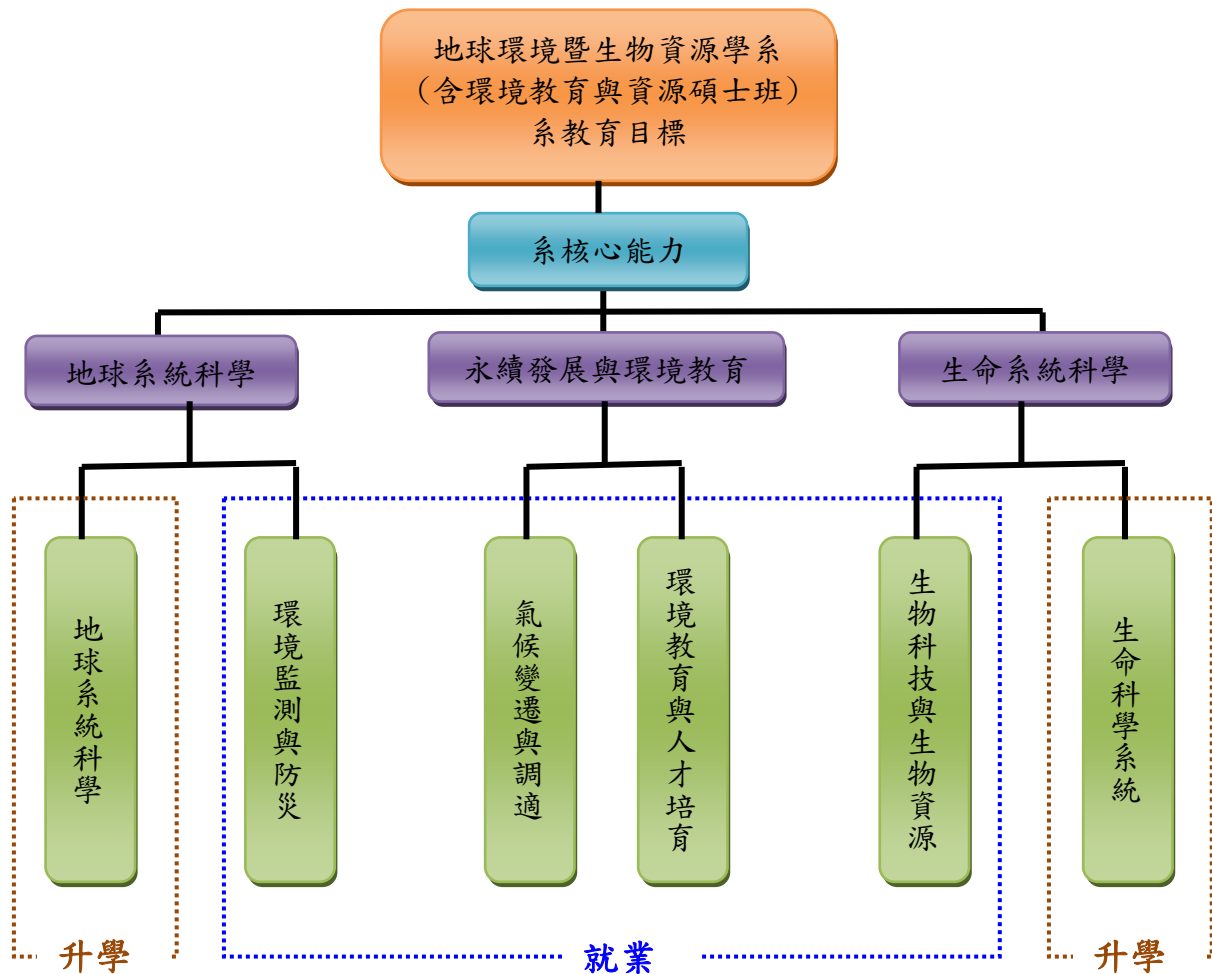 地球環境暨生物資源學系
（含環境教育與資源碩士班）
系教育目標
系核心能力
地球系統科學
永續發展與環境教育
生命系統科學
地球系統科學
環境監測與防災
氣候變遷與調適
環境教育與人才培育
生物科技與生物資源
生命科學系統
升學
就業
升學